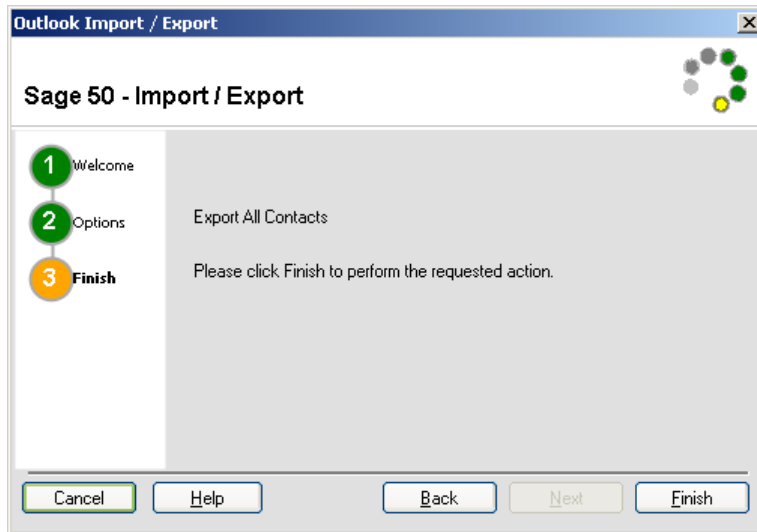 Outlook Import / Export
Sage 50 - Import / Export
1 Welcome
2 Options
3 Finish
Export All Contacts
Please click Finish to perform the requested action.
Cancel Help Back Next Finish